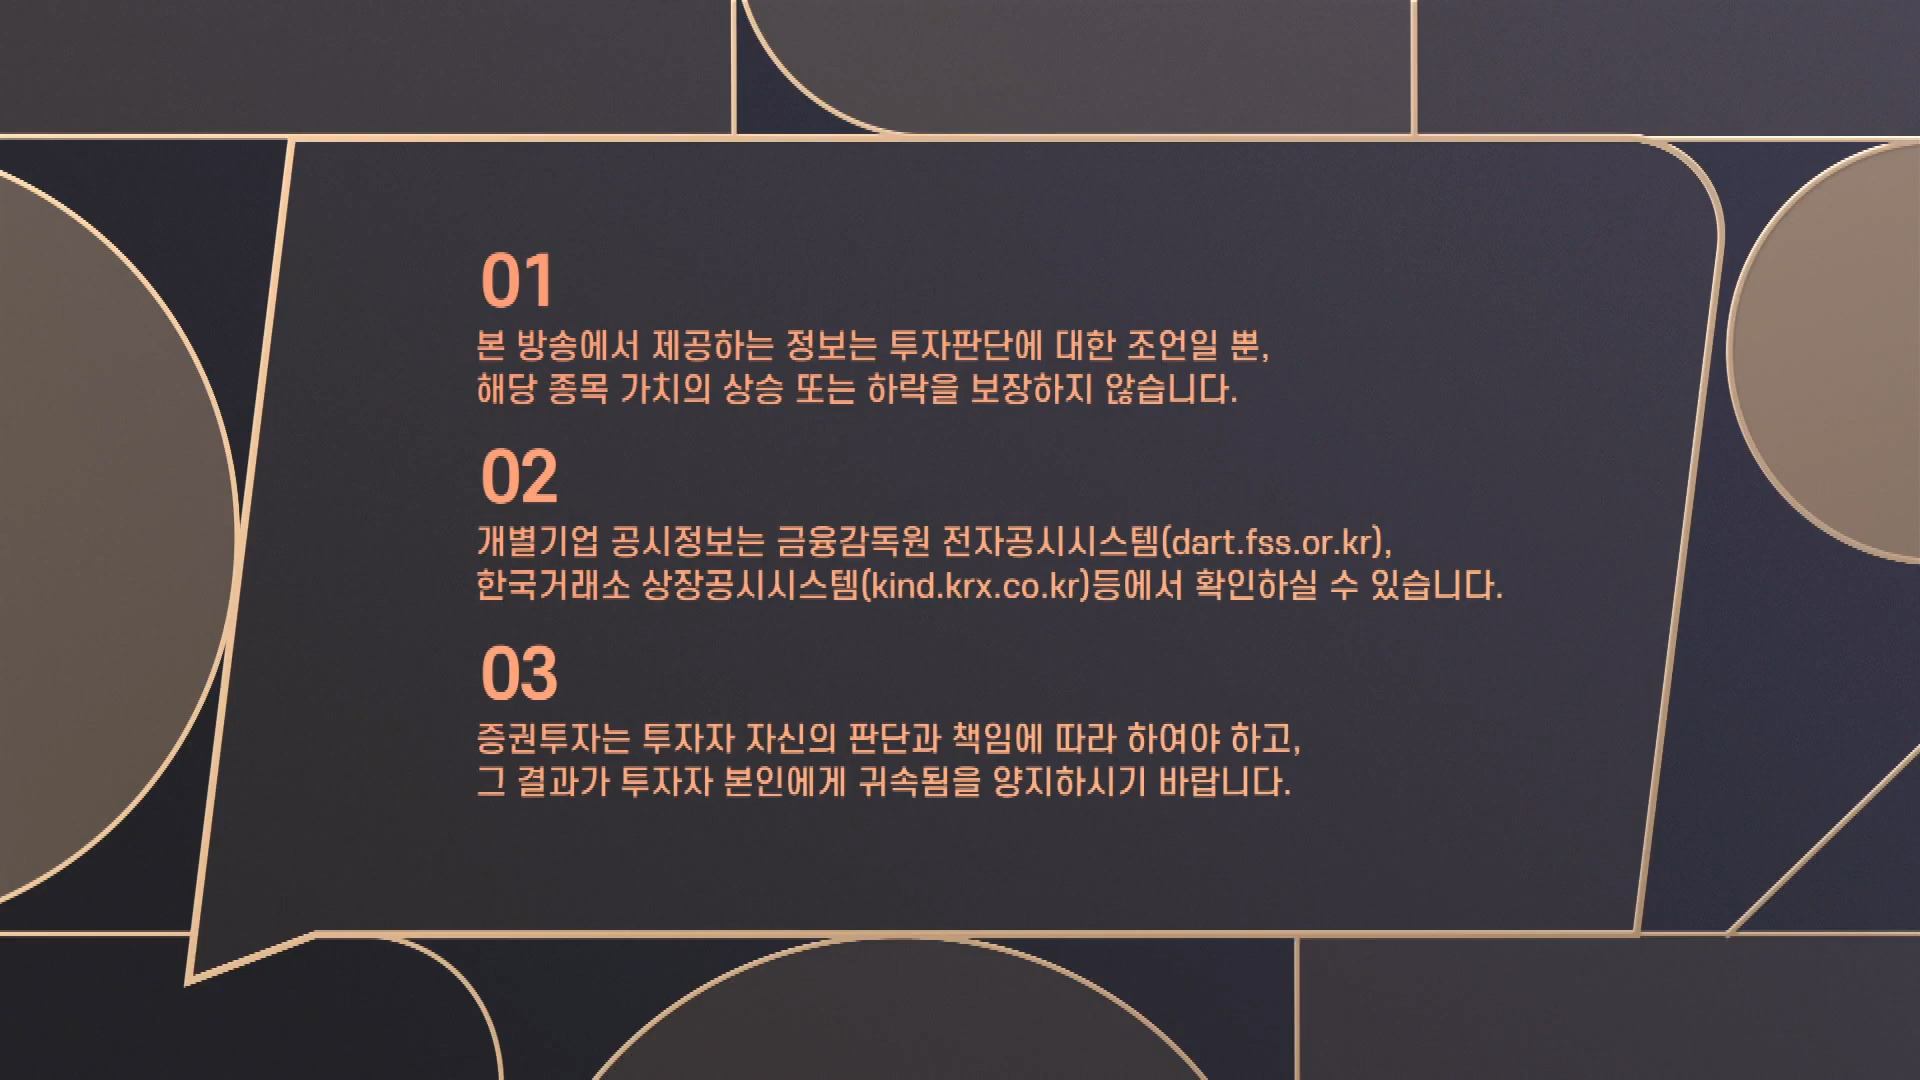 01
본 방송에서 제공하는 정보는 투자판단에 대한 조언일 뿐,
해당 종목 가치의 상승 또는 하락을 보장하지 않습니다.
02
개별기업 공시정보는 금융감독원 전자공시시스템(dart.fss.or.kr),
한국거래소 상장공시시스템(kind.krx.co.kr)등에서 확인하실 수 있습니다.
03
증권투자는 투자자 자신의 판단과 책임에 따라 하여야 하고,
그 결과가 투자자 본인에게 귀속됨을 양지하시기 바랍니다.